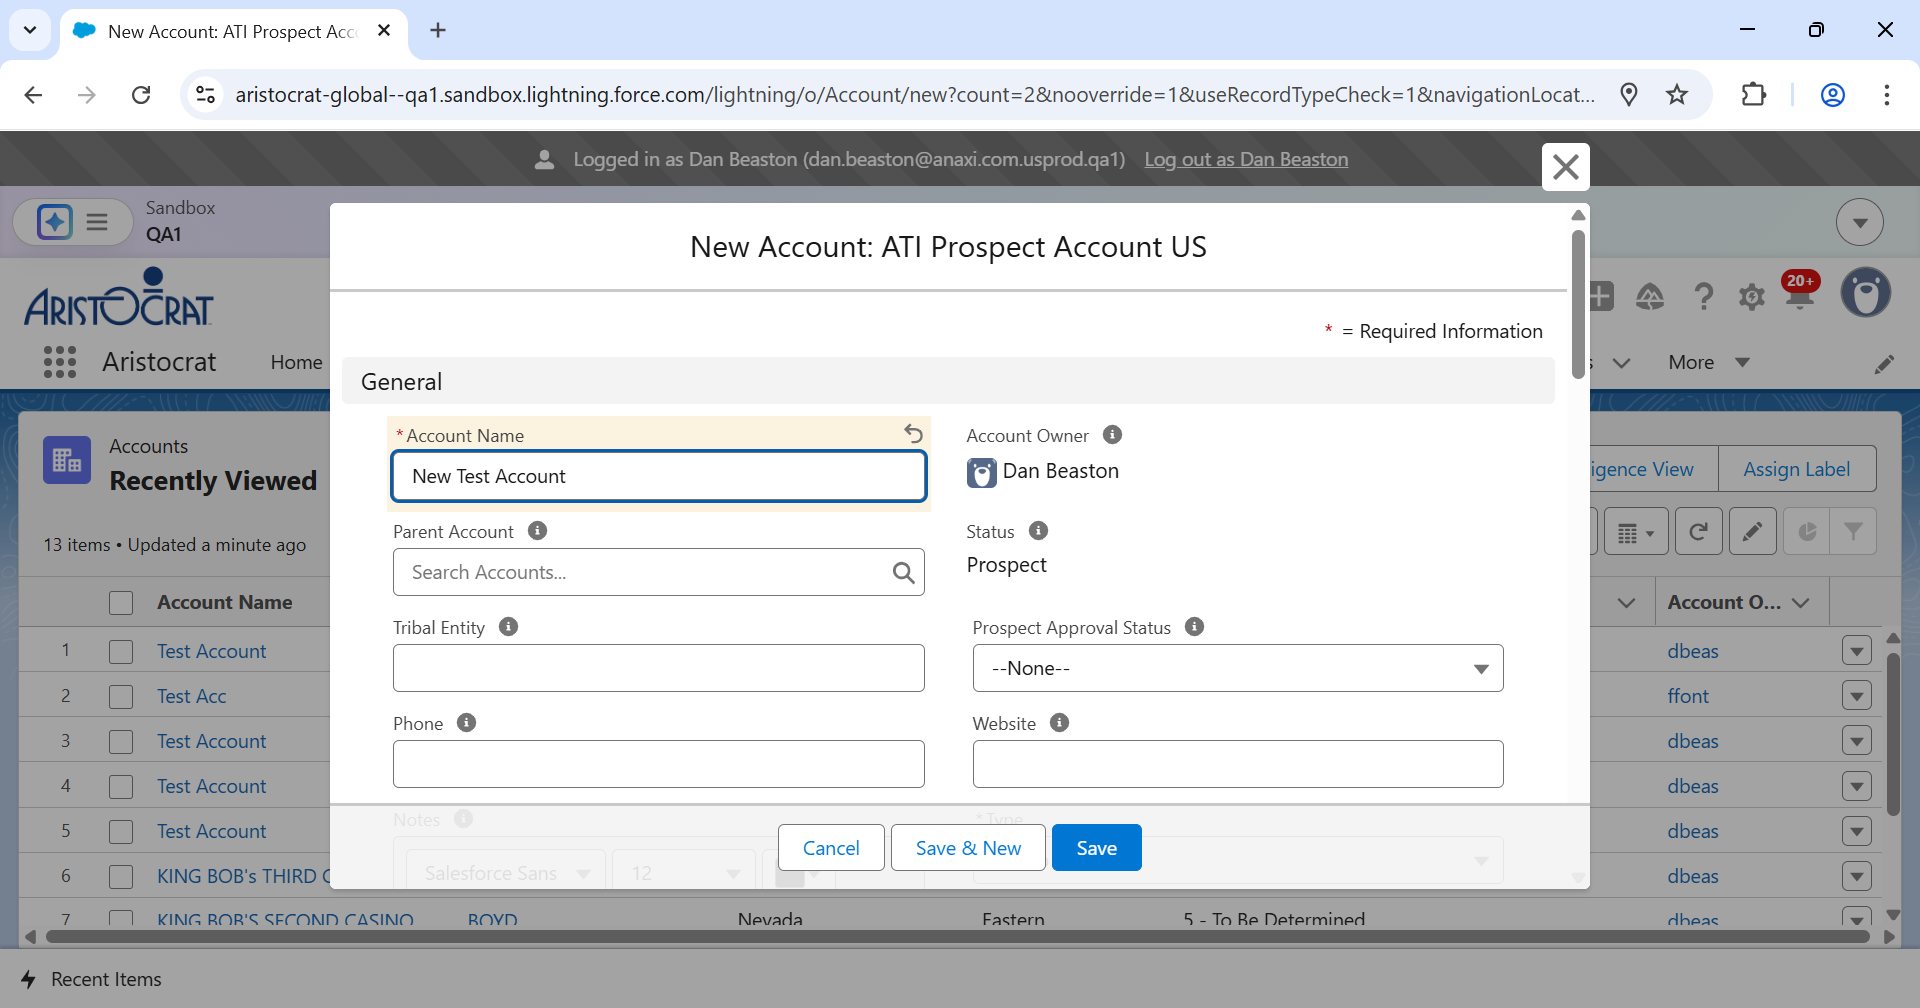 New Account: ATI Prospect Acc
aristocrat-global--qa1.sandbox.lightning.force.com/lightning/o/Account/new?count=2&nooverride=1&useRecordTypeCheck=1&navigationLocat...
Logged in as Dan Beaston (dan.beaston@anaxi.com.usprod.qa1) Log out as Dan Beaston
Sandbox
QA1
New Account: ATI Prospect Account US
ARISTOCRAT
20+
* = Required Information
Aristocrat
Home
More
General
Accounts
Recently Viewed
* Account Name
New Test Account
Account Owner
Dan Beaston
igence View
Assign Label
Parent Account
Search Accounts...
Status
Prospect
13 items • Updated a minute ago
Account Name
Account O...
Tribal Entity
Prospect Approval Status
--None--
Phone
Website
1 Test Account dbeas
2 Test Acc ffont
3 Test Account dbeas
4 Test Account dbeas
5 Test Account dbeas
6 KING BOB's THIRD dbeas
7 KING BOB'S SECOND CASINO BOYD Nevada Eastern 5 - To Be Determined dbeas
Notes
* Type
Salesforce Sans
12
Cancel
Save & New
Save
Recent Items